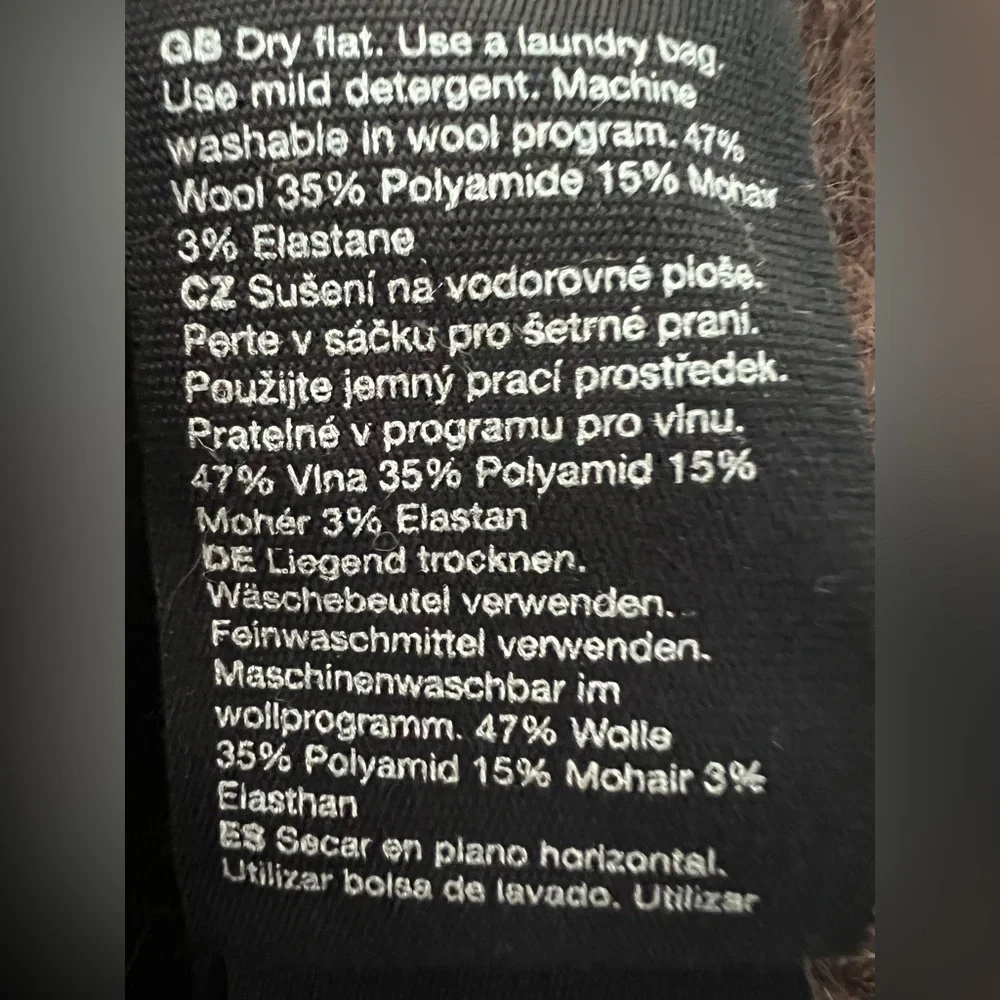 GB Dry flat. Use a laundry bag.
Use mild detergent. Machine
washable in wool program. 47%
Wool 35% Polyamide 15% Mohair
3% Elastane
CZ Sušení na vodorovné ploše.
Perte v sáčku pro šetrné praní.
Použijte jemný prací prostředek.
Pratelné v programu pro vlnu.
47% Vlna 35% Polyamid 15%
Mohér 3% Elastan
DE Liegend trocknen.
Wäschebeutel verwenden.
Feinwaschmittel verwenden.
Maschinenwaschbar im
wollprogramm. 47% Wolle
35% Polyamid 15% Mohair 3%
Elasthan
ES Secar en plano horizontal.
Utilizar bolsa de lavado. Utilizar